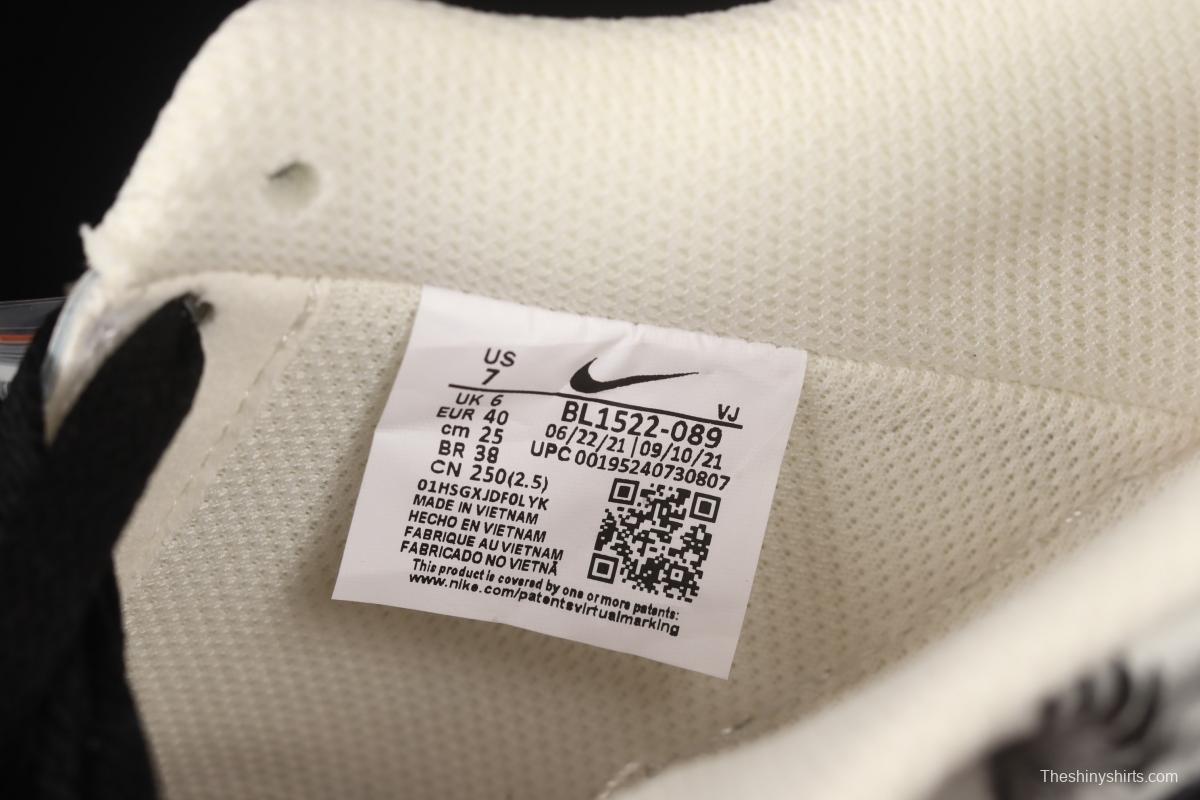 US
7
VJ
UK 6
EUR 40
cm 25
BR 38
CN 250(2.5)
BL1522-089
06/22/21 | 09/10/21
UPC 00195240730807
01HSGXJDF0LYK
MADE IN VIETNAM
HECHO EN VIETNAM
FABRIQUE AU VIETNAM
FABRICADO NO VIETNÃ
This product is covered by one or more patents:
www.nike.com/patentsvirtualmarking
Theshinyshirts.com